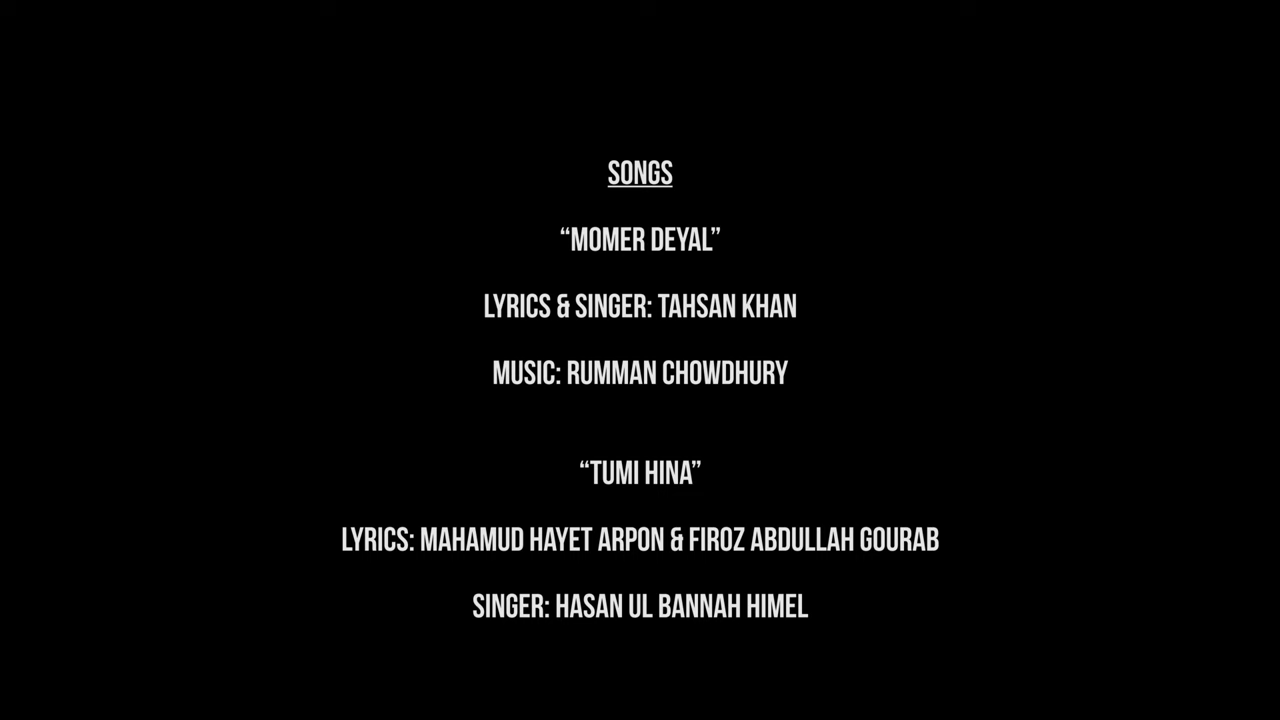 SONGS
“MOMER DEYAL”
LYRICS & SINGER: TAHSAN KHAN
MUSIC: RUMMAN CHOWDHURY
“TUMI HINA”
LYRICS: MAHAMUD HAYET ARPON & FIROZ ABDULLAH GOURAB
SINGER: HASAN UL BANNAH HIMEL